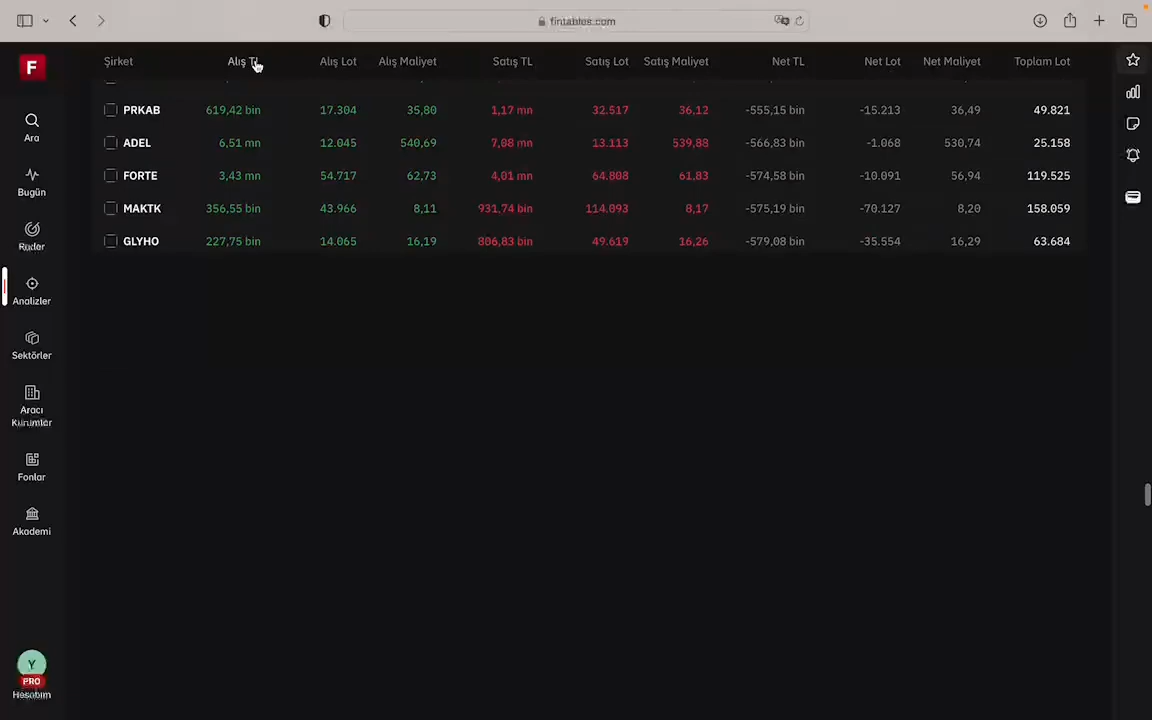 fintables.com
F
Şirket Alış TL Alış Lot Alış Maliyet Satış TL Satış Lot Satış Maliyet Net TL Net Lot Net Maliyet Toplam Lot
PRKAB 619,42 bin 17.304 35,80 1,17 mn 32.517 36,12 -555,15 bin -15.213 36,49 49.821
ADEL 6,51 mn 12.045 540,69 7,08 mn 13.113 539,88 -566,83 bin -1.068 530,74 25.158
FORTE 3,43 mn 54.717 62,73 4,01 mn 64.808 61,83 -574,58 bin -10.091 56,94 119.525
MAKTK 356,55 bin 43.966 8,11 931,74 bin 114.093 8,17 -575,19 bin -70.127 8,20 158.059
GLYHO 227,75 bin 14.065 16,19 806,83 bin 49.619 16,26 -579,08 bin -35.554 16,29 63.684
Ara
Bugün
Radar
Analizler
Sektörler
Aracı
Kurumlar
Fonlar
Akademi
Y
PRO
Hesabım